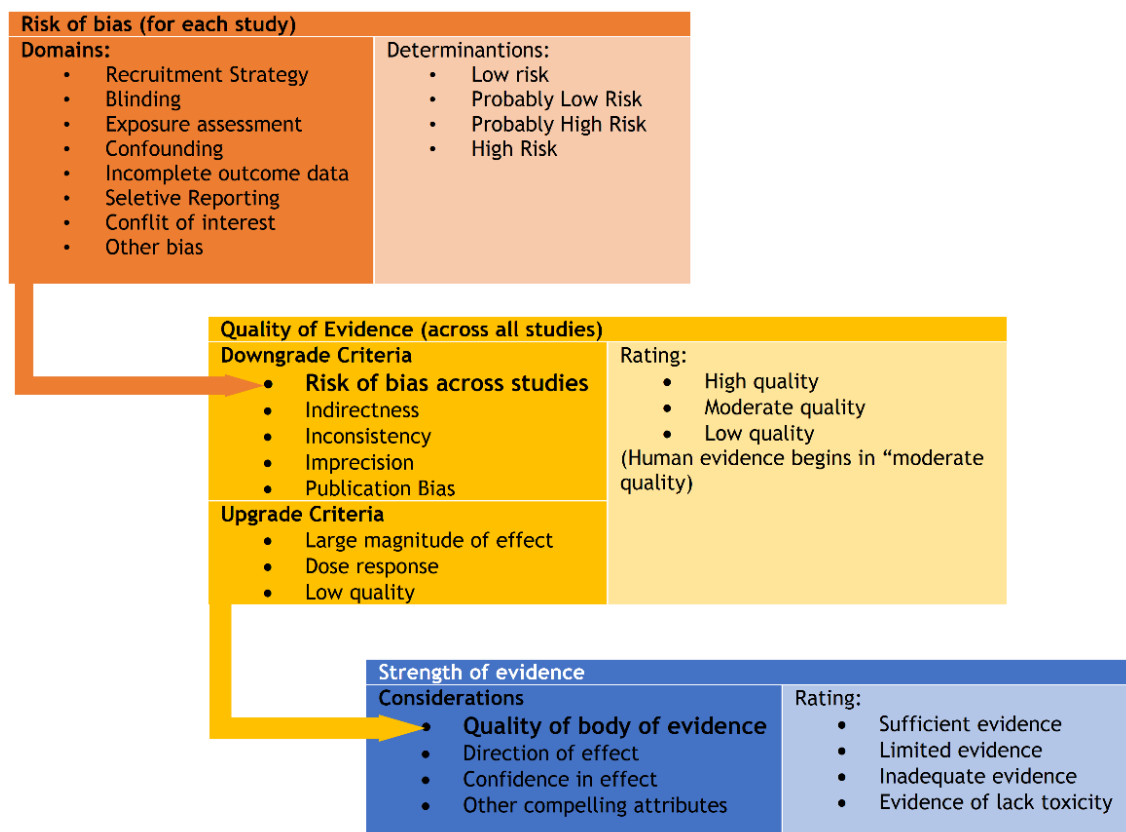 Risk of bias (for each study)
Domains:
• Recruitment Strategy
• Blinding
• Exposure assessment
• Confounding
• Incomplete outcome data
• Seletive Reporting
• Conflit of interest
• Other bias
Determinantions:
• Low risk
• Probably Low Risk
• Probably High Risk
• High Risk
Quality of Evidence (across all studies)
Downgrade Criteria
• Risk of bias across studies
• Indirectness
• Inconsistency
• Imprecision
• Publication Bias
Upgrade Criteria
• Large magnitude of effect
• Dose response
• Low quality
Rating:
• High quality
• Moderate quality
• Low quality
(Human evidence begins in “moderate
quality)
Strength of evidence
Considerations
• Quality of body of evidence
• Direction of effect
• Confidence in effect
• Other compelling attributes
Rating:
• Sufficient evidence
• Limited evidence
• Inadequate evidence
• Evidence of lack toxicity